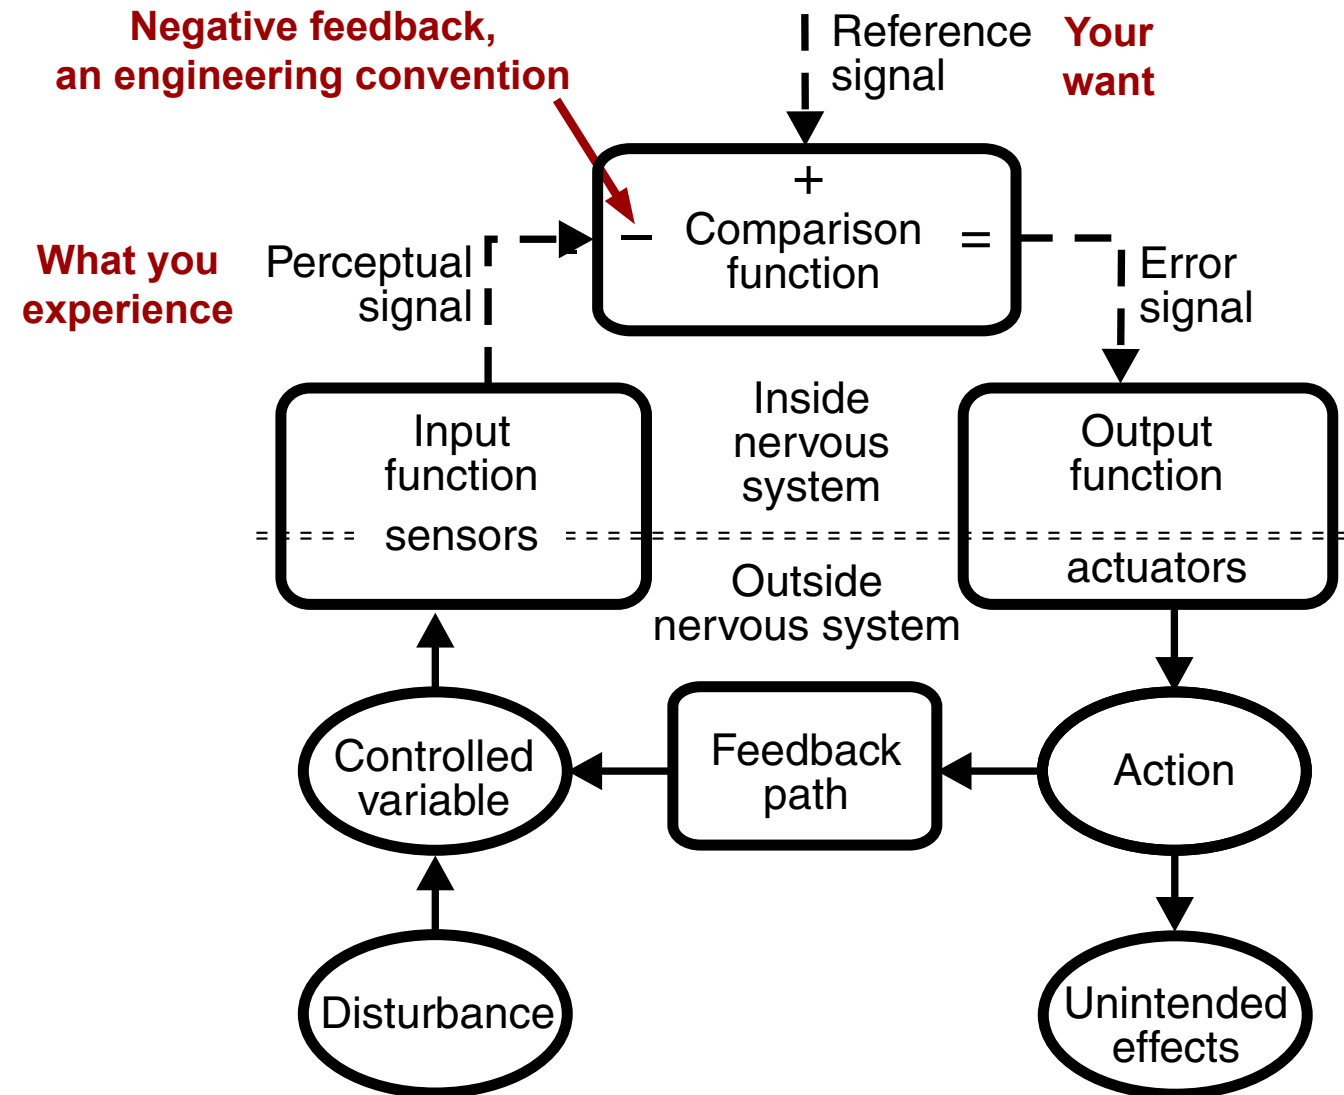 Negative feedback,
an engineering convention
Reference
signal
Your
want
+
− Comparison =
function
What you
experience
Perceptual
signal
Error
signal
Input
function
sensors
Inside
nervous
system
Output
function
actuators
Outside
nervous system
Controlled
variable
Feedback
path
Action
Disturbance
Unintended
effects